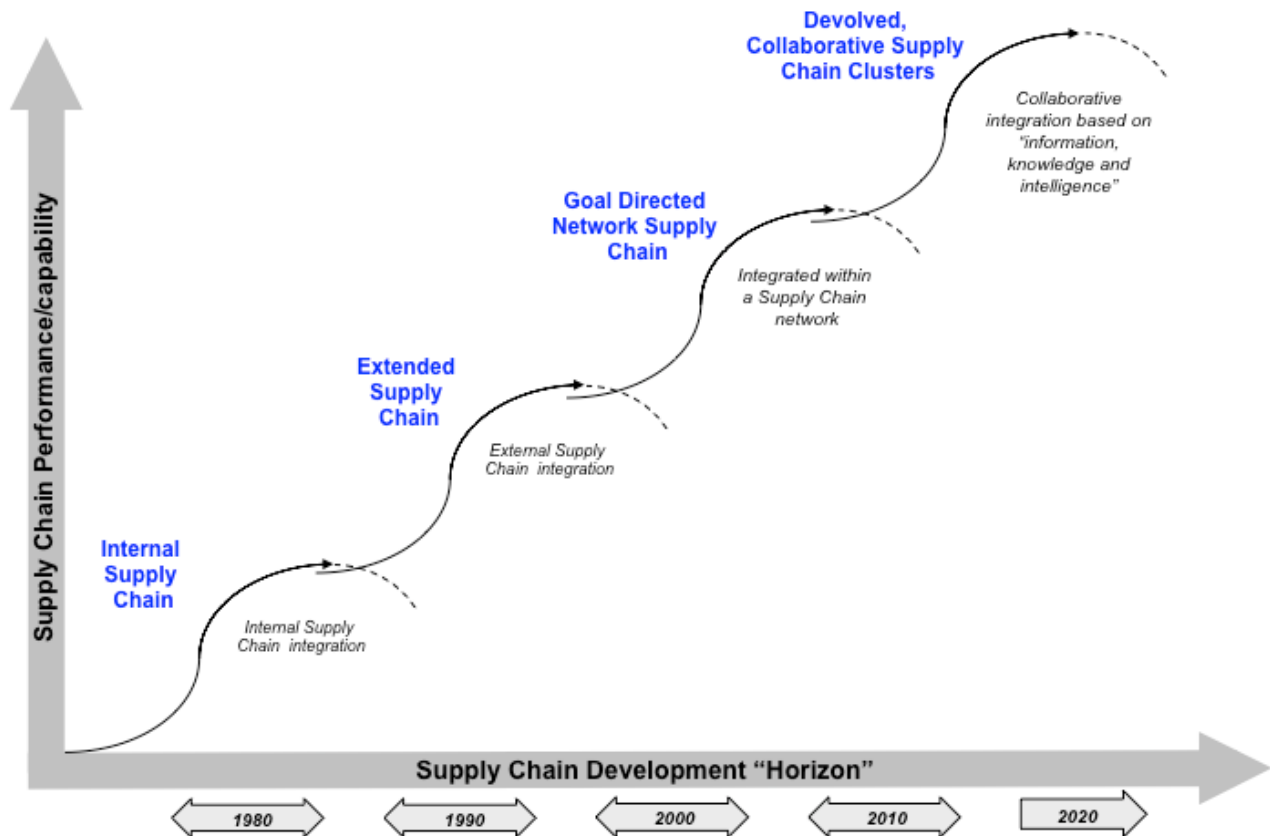 Devolved,
Collaborative Supply
Chain Clusters
Collaborative
integration based on
“information,
knowledge and
intelligence”
Goal Directed
Network Supply
Chain
Integrated within
a Supply Chain
network
Extended
Supply
Chain
External Supply
Chain integration
Internal
Supply
Chain
Internal Supply
Chain integration
Supply Chain Performance/capability
Supply Chain Development “Horizon”
1980
1990
2000
2010
2020